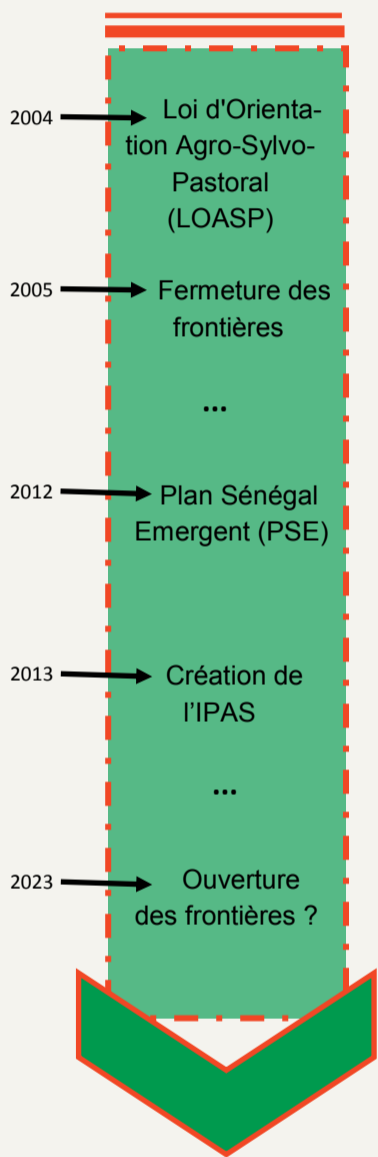 2004
Loi d'Orienta-
tion Agro-Sylvo-
Pastoral
(LOASP)
2005
Fermeture des
frontières
...
2012
Plan Sénégal
Emergent (PSE)
2013
Création de
l'IPAS
...
2023
Ouverture
des frontières ?